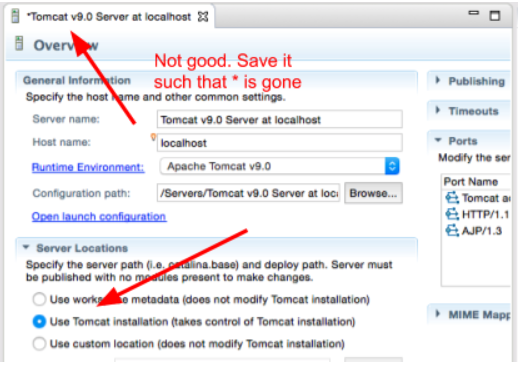 *Tomcat v9.0 Server at localhost
Overview
Not good. Save it
such that * is gone
General Information
Specify the host name and other common settings.
Server name:
Tomcat v9.0 Server at localhost
Host name:
localhost
Runtime Environment:
Apache Tomcat v9.0
Configuration path:
/Servers/Tomcat v9.0 Server at loc
Browse...
Open launch configuration
Server Locations
Specify the server path (i.e. catalina.base) and deploy path. Server must
be published with no modules present to make changes.
Use workspace metadata (does not modify Tomcat installation)
Use Tomcat installation (takes control of Tomcat installation)
Use custom location (does not modify Tomcat installation)
Publishing
Timeouts
Ports
Modify the ser
Port Name
Tomcat a
HTTP/1.1
AJP/1.3
MIME Mapp